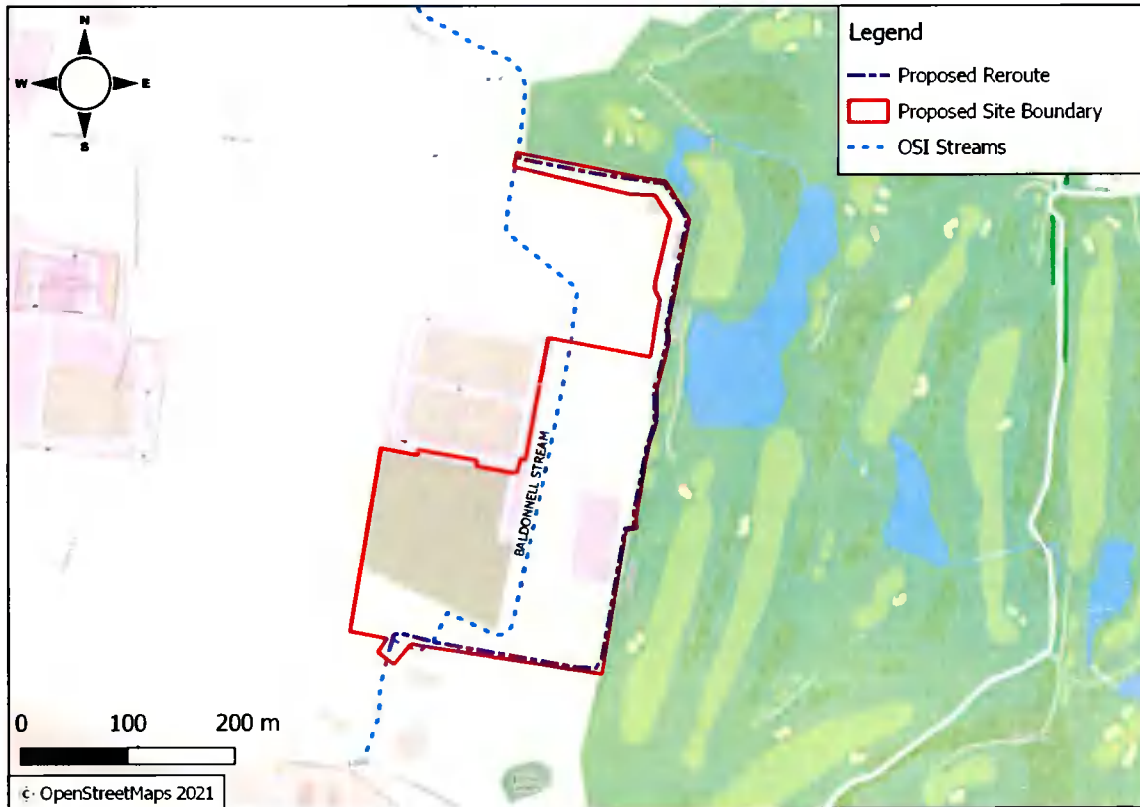 N
W
E
S
Legend
Proposed Reroute
Proposed Site Boundary
OSI Streams
BALDONNELL STREAM
0 100 200 m
© OpenStreetMaps 2021